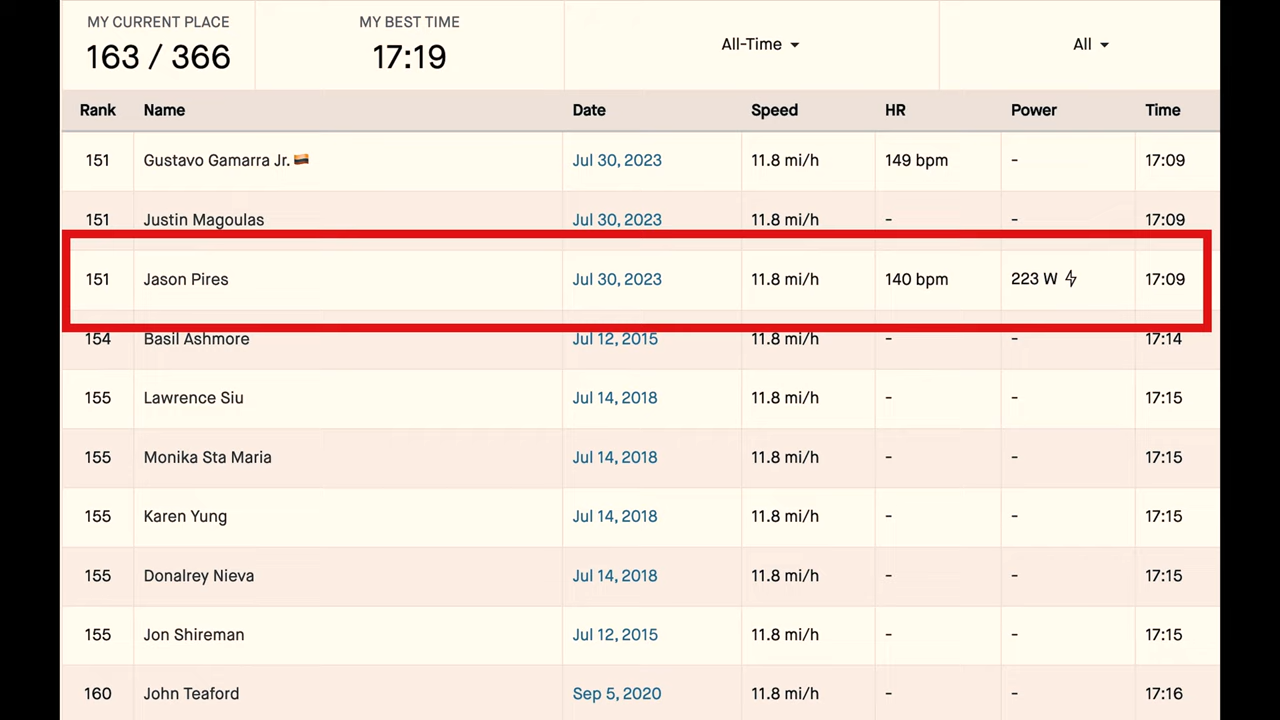 MY CURRENT PLACE MY BEST TIME
163 / 366 17:19 All-Time All
Rank Name Date Speed HR Power Time
151 Gustavo Gamarra Jr. Jul 30, 2023 11.8 mi/h 149 bpm - 17:09
151 Justin Magoulas Jul 30, 2023 11.8 mi/h - - 17:09
151 Jason Pires Jul 30, 2023 11.8 mi/h 140 bpm 223 W 17:09
154 Basil Ashmore Jul 12, 2015 11.8 mi/h - - 17:14
155 Lawrence Siu Jul 14, 2018 11.8 mi/h - - 17:15
155 Monika Sta Maria Jul 14, 2018 11.8 mi/h - - 17:15
155 Karen Yung Jul 14, 2018 11.8 mi/h - - 17:15
155 Donalrey Nieva Jul 14, 2018 11.8 mi/h - - 17:15
155 Jon Shireman Jul 12, 2015 11.8 mi/h - - 17:15
160 John Teaford Sep 5, 2020 11.8 mi/h - - 17:16